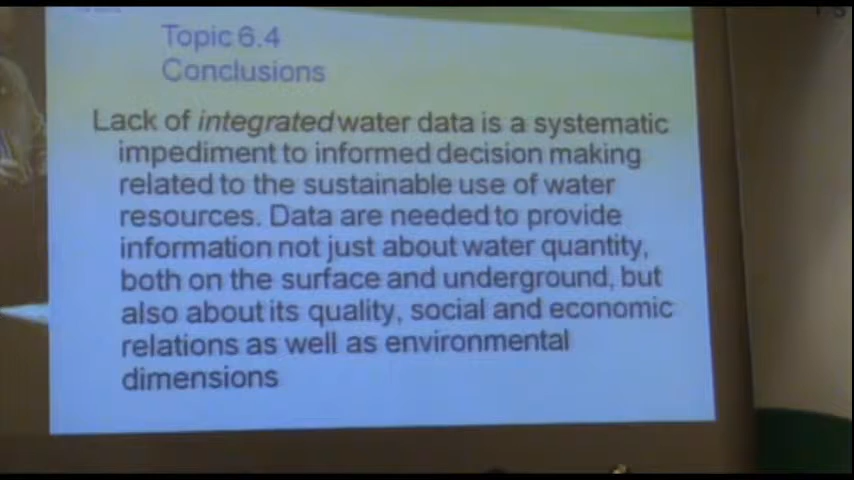 Topic 6.4
Conclusions
Lack of integrated water data is a systematic
impediment to informed decision making
related to the sustainable use of water
resources. Data are needed to provide
information not just about water quantity,
both on the surface and underground, but
also about its quality, social and economic
relations as well as environmental
dimensions